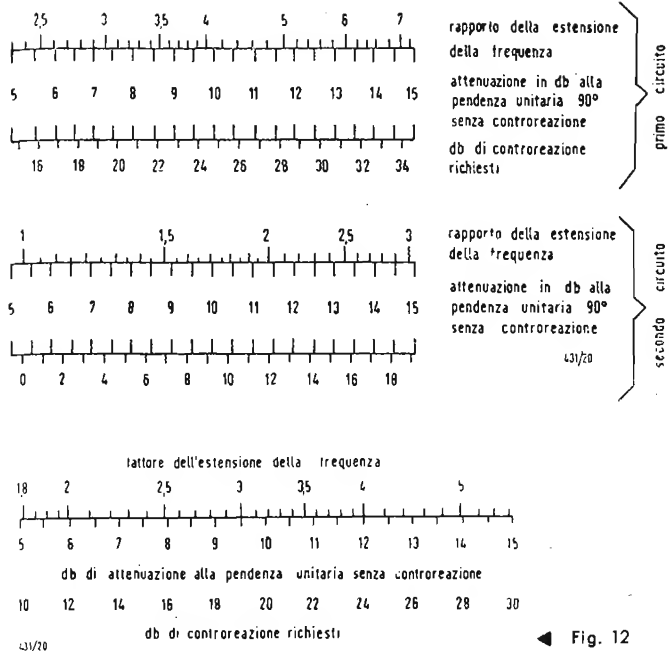 2,5 3 3,5 4 5 6 7
rapporto della estensione
della frequenza
5 6 7 8 9 10 11 12 13 14 15
attenuazione in db alla
pendenza unitaria 90°
senza controreazione
16 18 20 22 24 26 28 30 32 34
db di controreazione
richiesti
primo circuito
1 1,5 2 2,5 3
rapporto della estensione
della frequenza
5 6 7 8 9 10 11 12 13 14 15
attenuazione in db alla
pendenza unitaria 90°
senza controreazione
431/20
0 2 4 6 8 10 12 14 16 18
secondo circuito
fattore dell'estensione della frequenza
1,8 2 2,5 3 3,5 4 5
5 6 7 8 9 10 11 12 13 14 15
db di attenuazione alla pendenza unitaria senza controreazione
10 12 14 16 18 20 22 24 26 28 30
db di controreazione richiesti
431/20
◄ Fig. 12